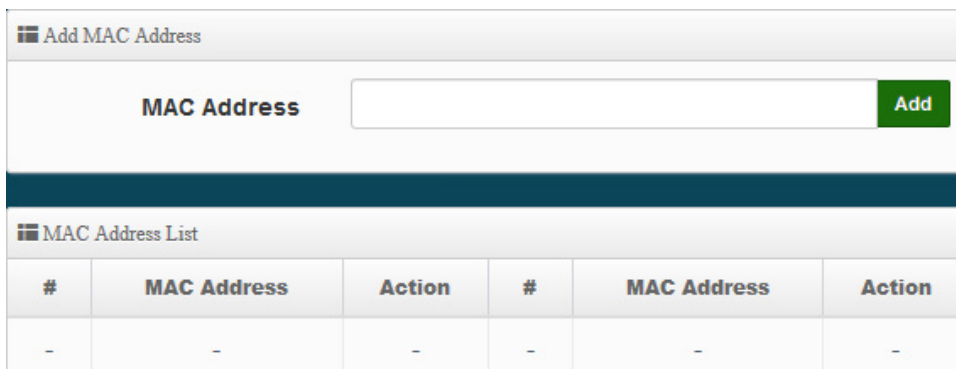 Add MAC Address
MAC Address Add
MAC Address List
# MAC Address Action # MAC Address Action
- - - - - -